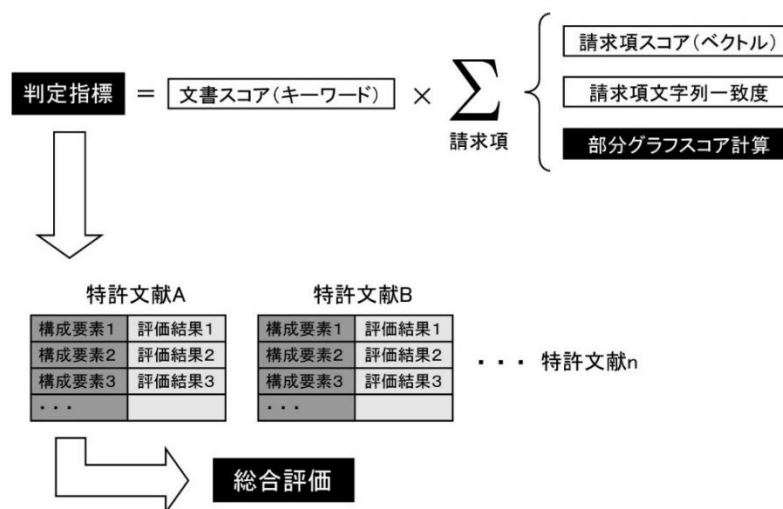 請求項スコア(ベクトル)
判定指標 = 文書スコア(キーワード) × Σ 請求項文字列一致度
請求項
部分グラフスコア計算
特許文献A
特許文献B
構成要素1 評価結果1
構成要素2 評価結果2
構成要素3 評価結果3
・・・
構成要素1 評価結果1
構成要素2 評価結果2
構成要素3 評価結果3
・・・
・・・ 特許文献n
総合評価